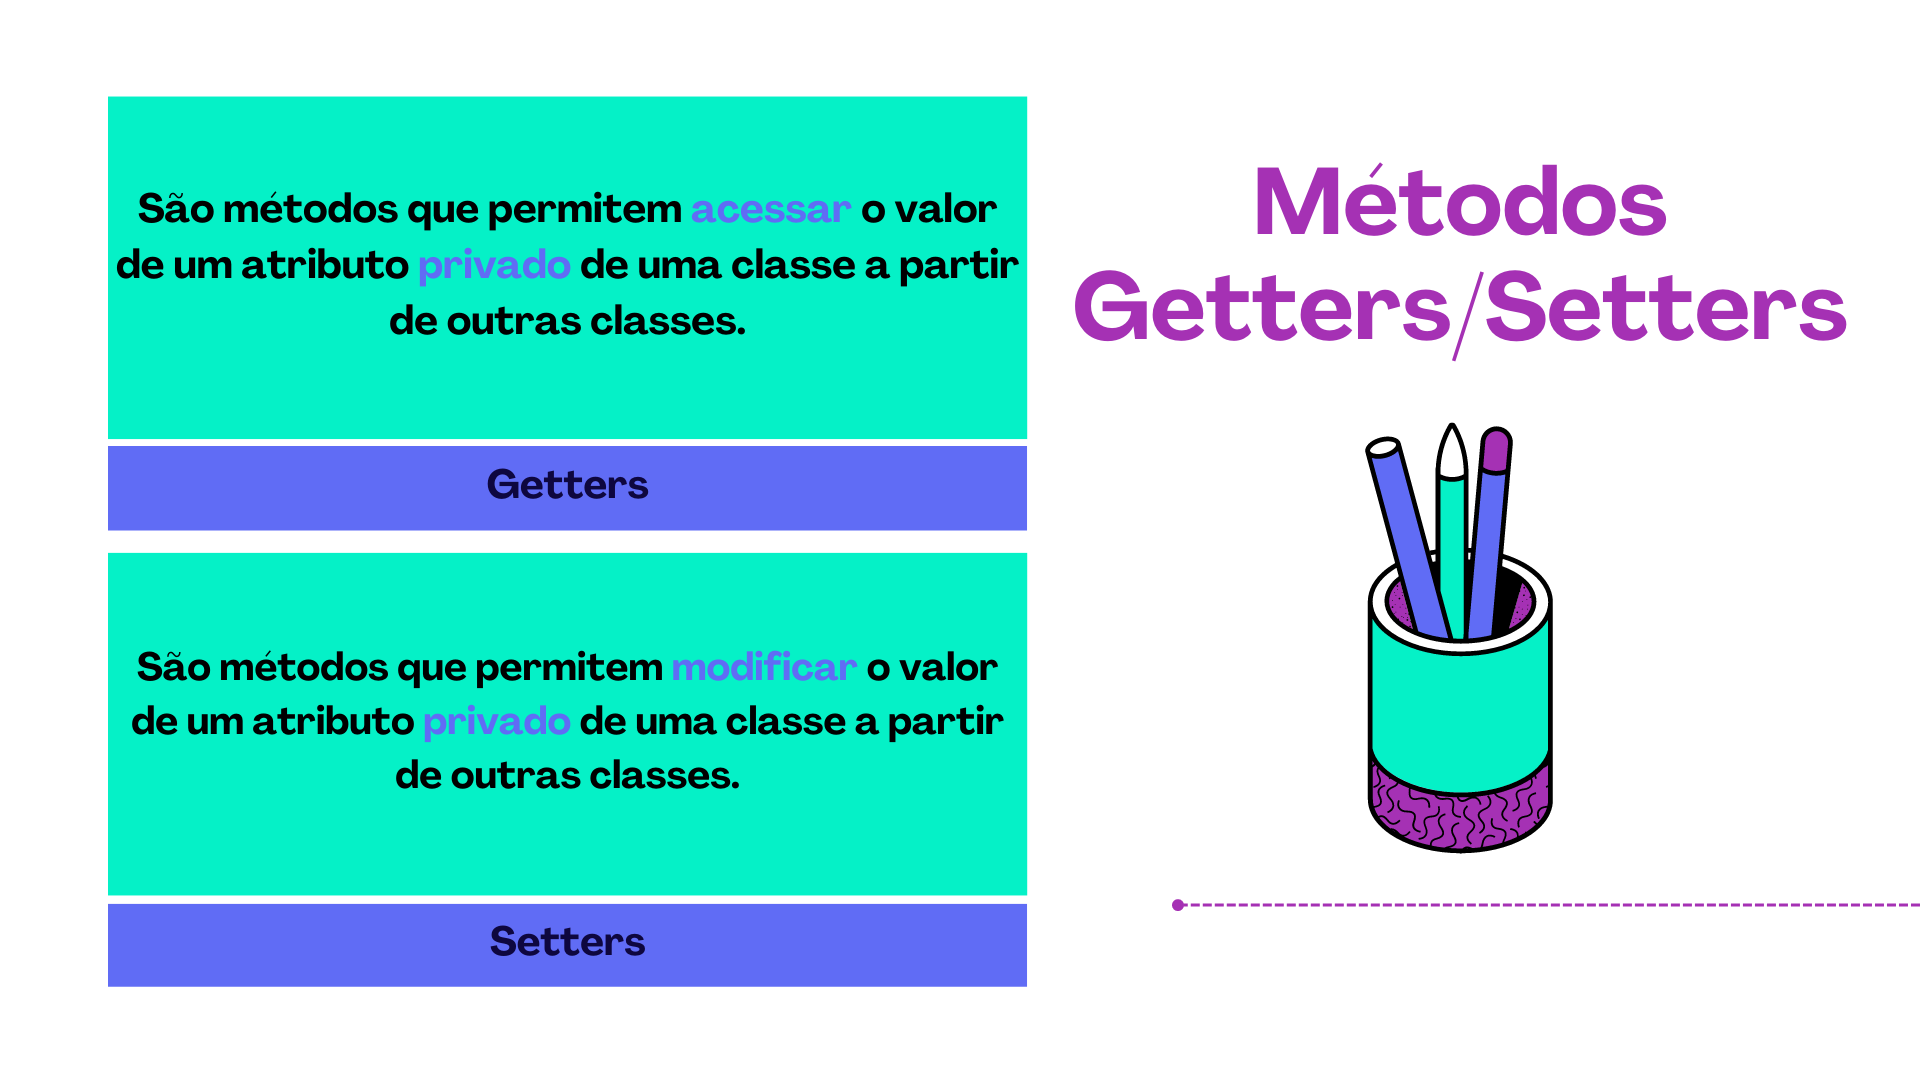 São métodos que permitem acessar o valor
de um atributo privado de uma classe a partir
de outras classes.
Getters
São métodos que permitem modificar o valor
de um atributo privado de uma classe a partir
de outras classes.
Setters
Métodos
Getters/Setters